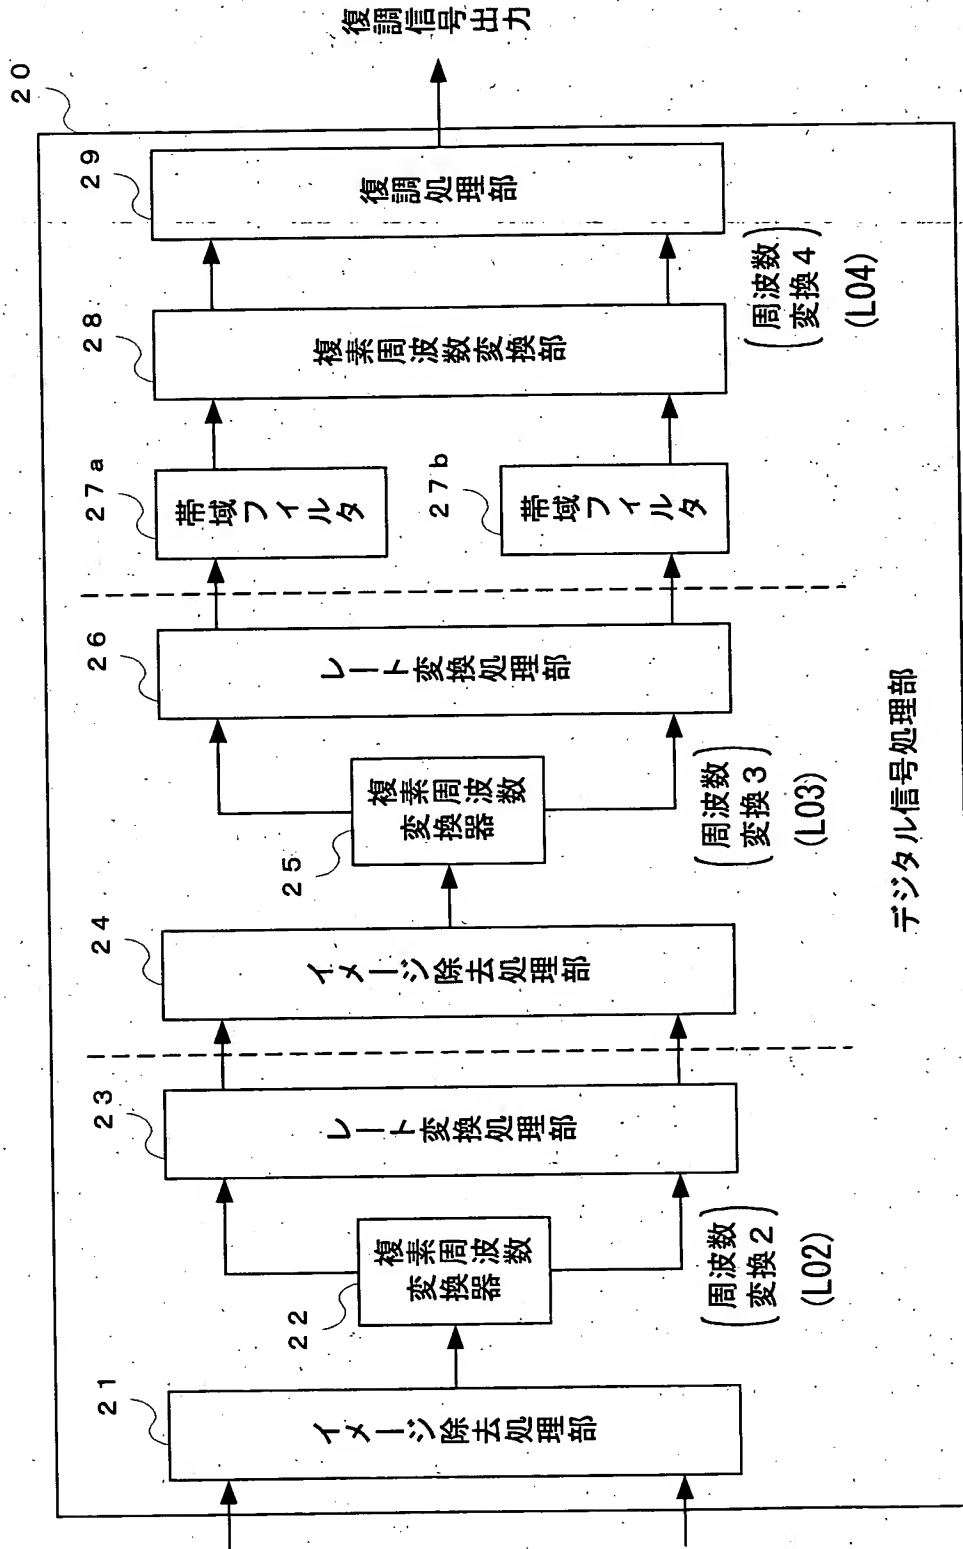 20
21
イメージ除去処理部
22
複素周波数
変換器
周波数
変換2
(L02)
23
レート変換処理部
24
イメージ除去処理部
25
複素周波数
変換器
周波数
変換3
(L03)
26
レート変換処理部
27a
帯域フィルタ
27b
帯域フィルタ
28
複素周波数変換部
周波数
変換4
(L04)
29
復調処理部
復調信号出力
デジタル信号処理部